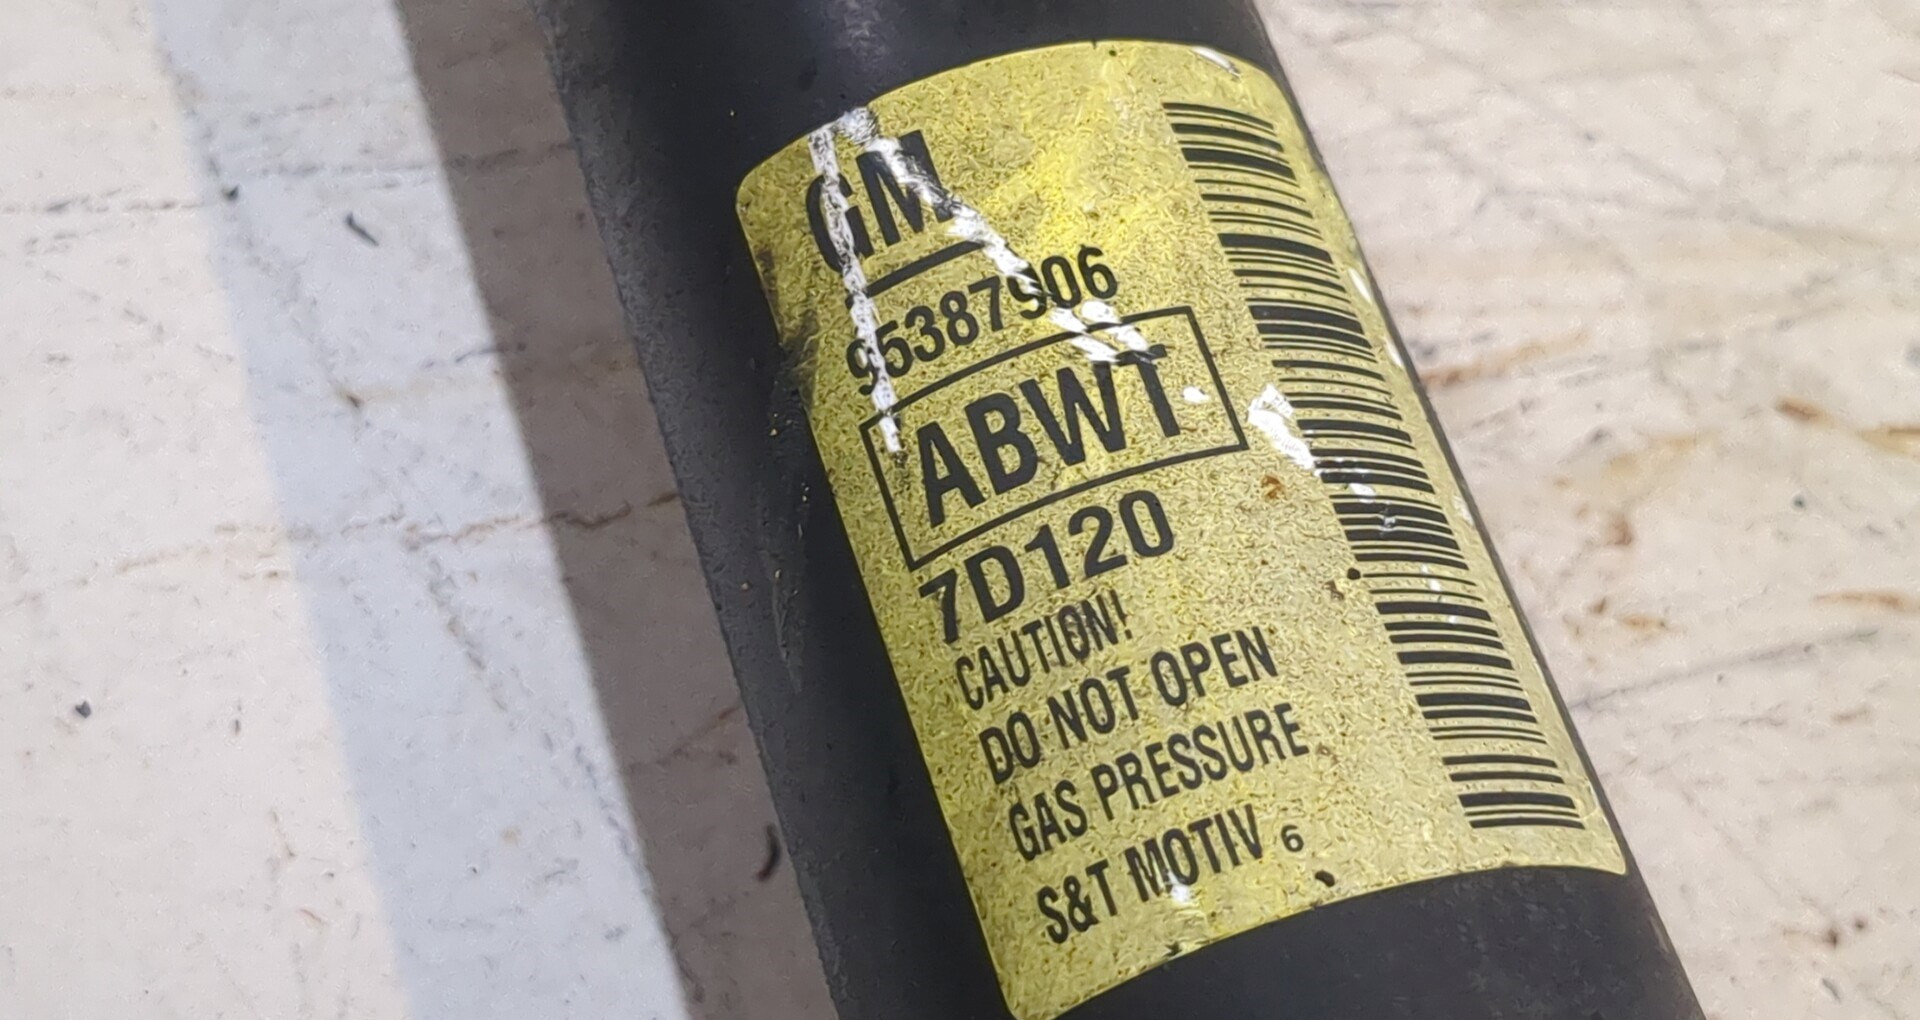 GM
95387906
ABWT
7D120
CAUTION!
DO NOT OPEN
GAS PRESSURE
S&T MOTIV 6